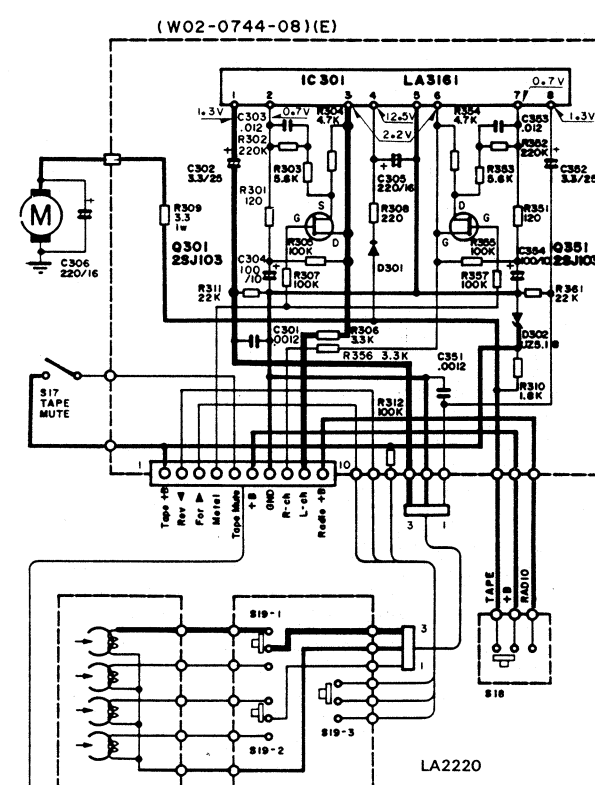 (W02-0744-08)(E)
IC301 LA3161
1 2 3 4 5 6 7 8
0.7V
1.3V
C303
.012
0.7V
R304
4.7K
12.5V
2.2V
R354
4.7K
C353
.012
1.3V
R302
220K
R352
220K
C302
3.3/25
R303
5.6K
C305
220/16
R353
5.6K
C352
3.3/25
R301
120
R308
220
R351
120
R309
3.3
1w
M
S
G
D
S
G
G
D
Q301
2SJ103
R305
100K
R355
100K
Q351
2SJ103
C306
220/16
C304
100
/10
R307
100K
D301
R357
100K
C354
100/10
R311
22K
R361
22K
C301
.0012
R306
3.3K
D302
UZ5.1B
R356 3.3K
C351
.0012
S17
TAPE
MUTE
R312
100K
R310
1.8K
1 10
Tape +B
Rev ◀
For ▶
Metal
Tape Mute
+B
GND
R-ch
L-ch
Radio +B
3 1
TAPE
+B
RADIO
S19-1
3
1
S18
S19-2
S19-3
LA2220